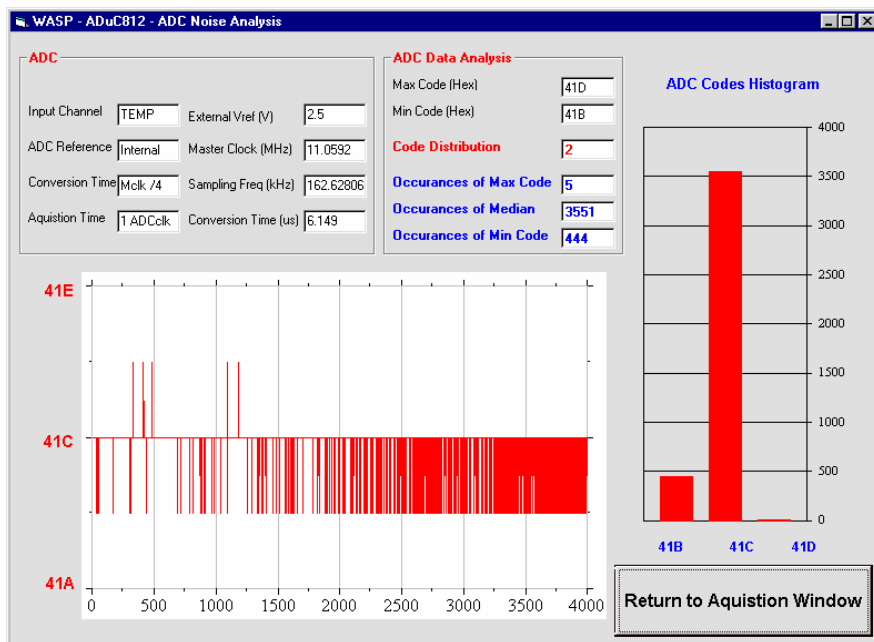 WASP - ADuC812 - ADC Noise Analysis
ADC
Input Channel TEMP External Vref (V) 2.5
ADC Reference Internal Master Clock (MHz) 11.0592
Conversion Time Mclk /4 Sampling Freq (kHz) 162.62806
Aquistion Time 1 ADCclk Conversion Time (us) 6.149
ADC Data Analysis
Max Code (Hex) 41D
Min Code (Hex) 41B
Code Distribution 2
Occurances of Max Code 5
Occurances of Median 3551
Occurances of Min Code 444
ADC Codes Histogram
4000
3500
3000
2500
2000
1500
1000
500
0
41B 41C 41D
41E
41C
41A
0 500 1000 1500 2000 2500 3000 3500 4000
Return to Aquistion Window